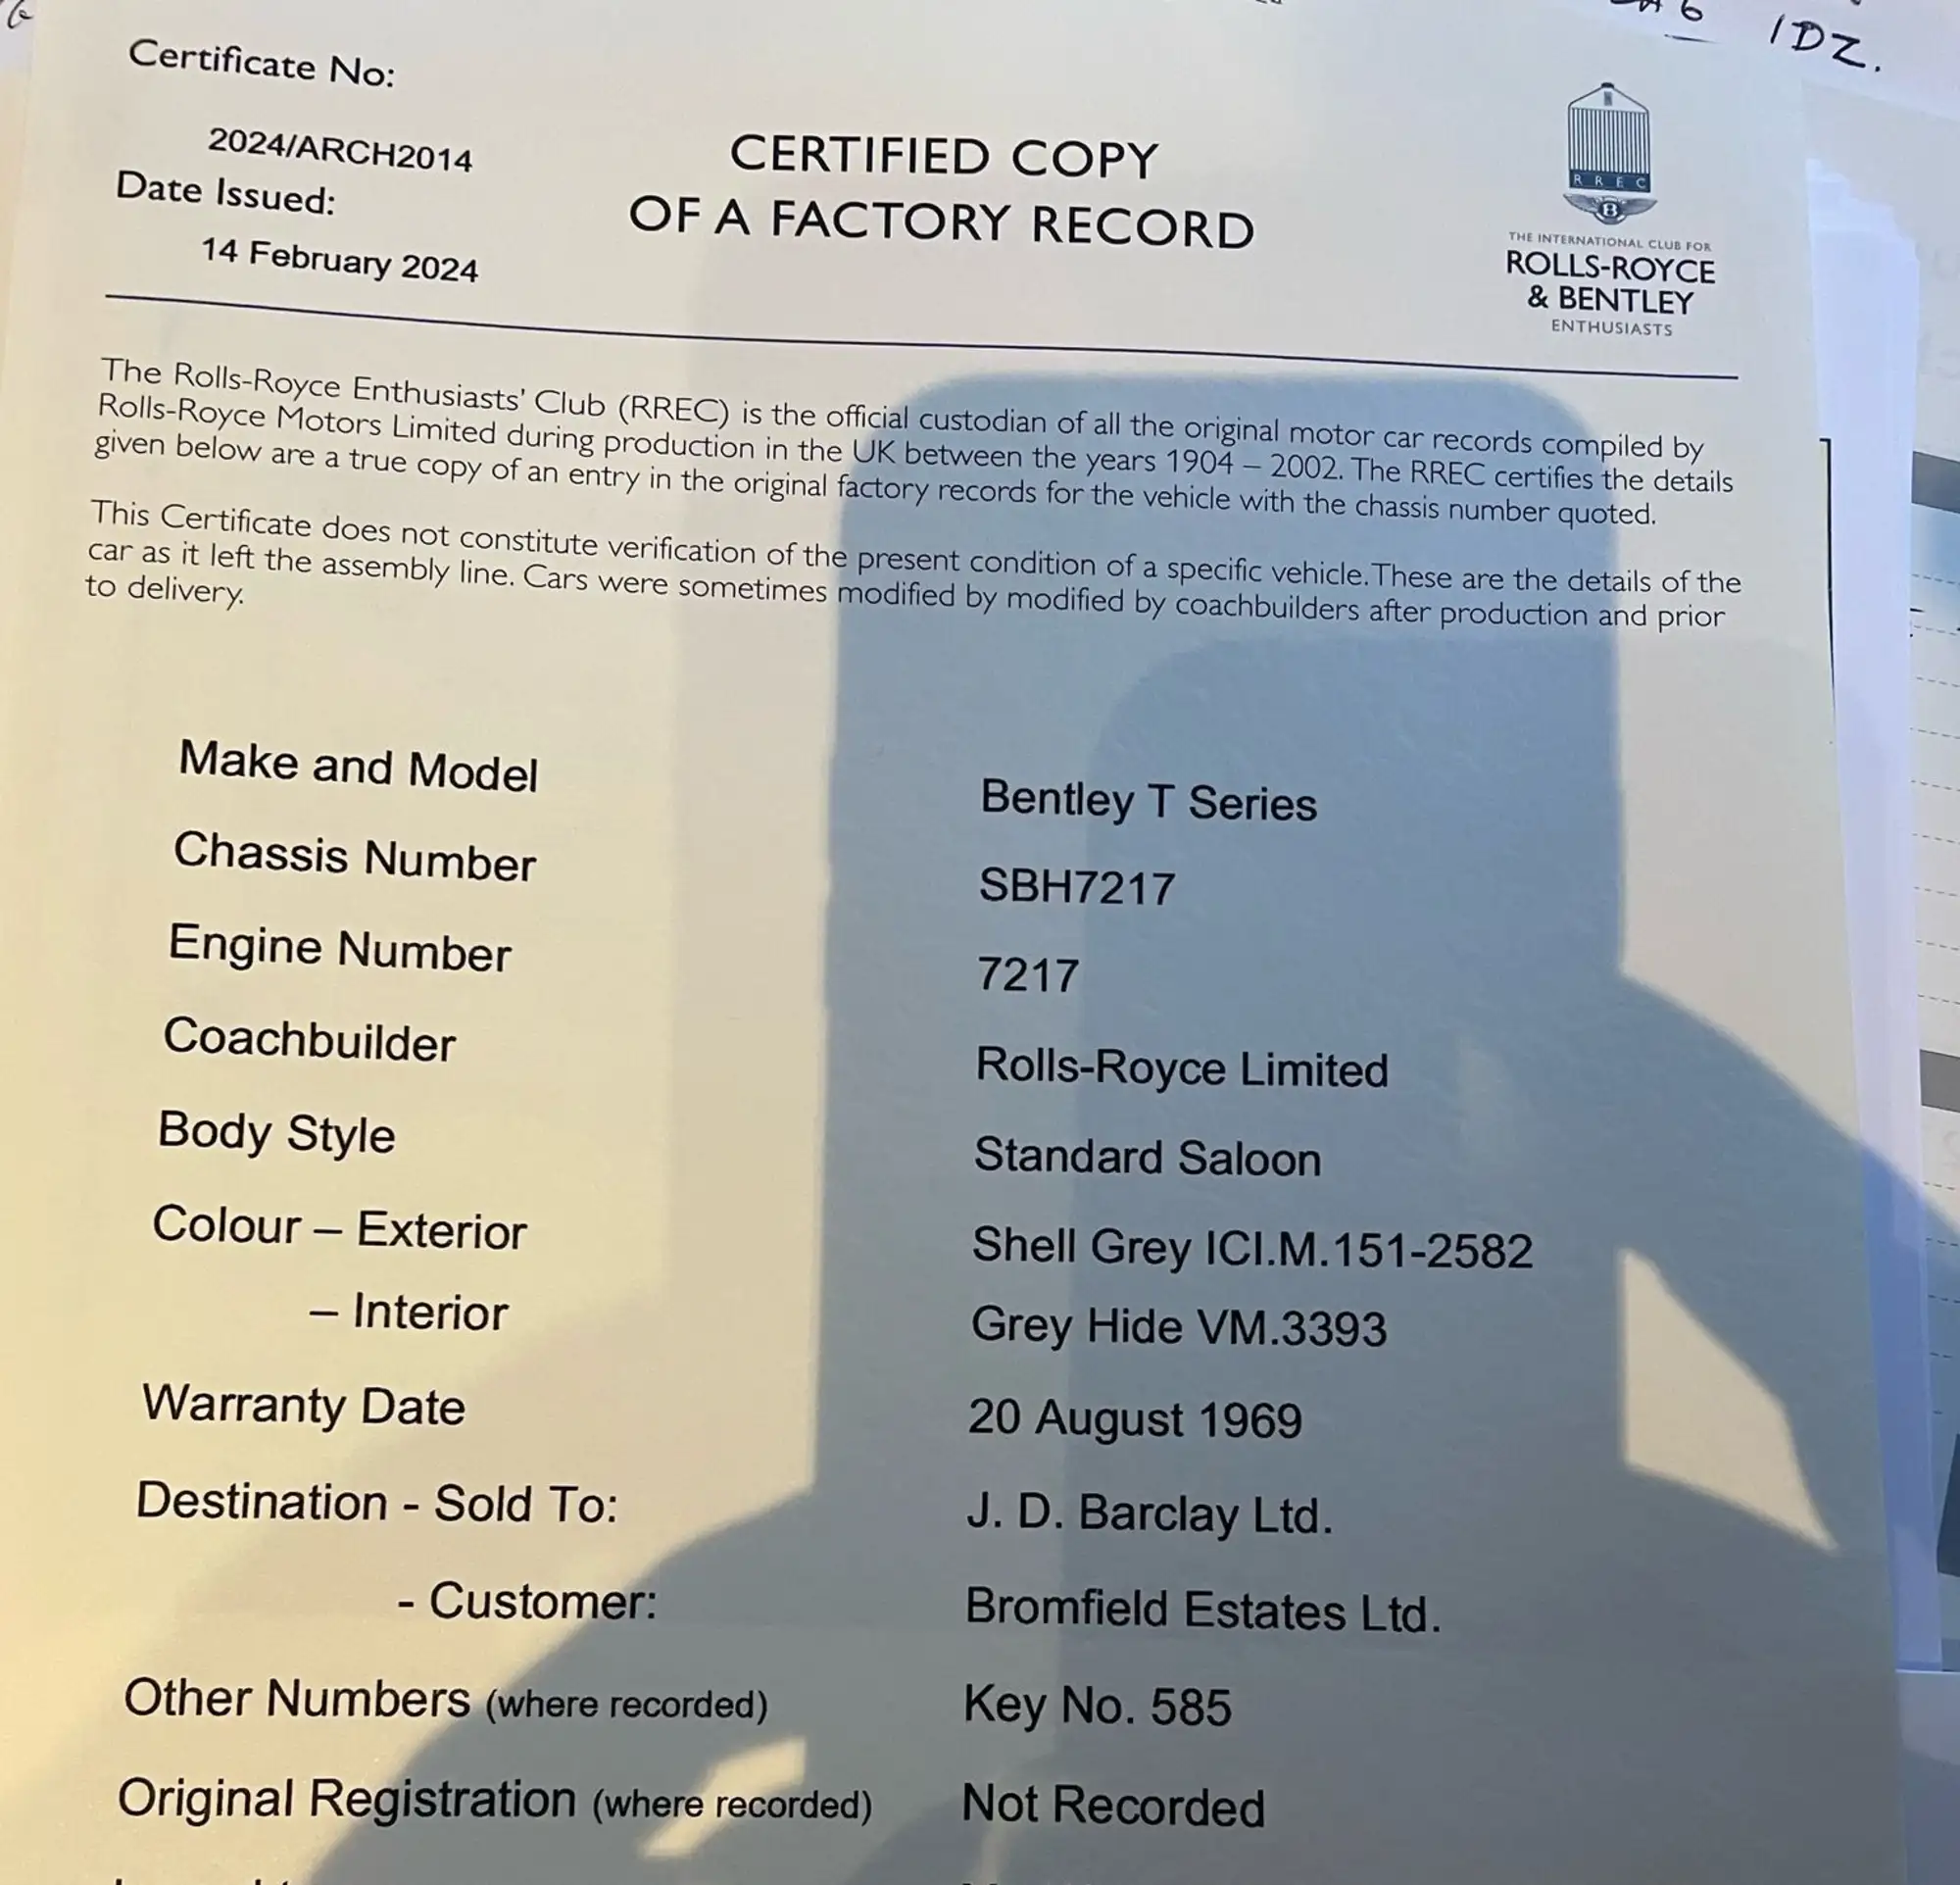 6 IDZ.
Certificate No:
2024/ARCH2014
Date Issued:
14 February 2024
CERTIFIED COPY
OF A FACTORY RECORD
R R E C
B
THE INTERNATIONAL CLUB FOR
ROLLS-ROYCE
& BENTLEY
ENTHUSIASTS
The Rolls-Royce Enthusiasts' Club (RREC) is the official custodian of all the original motor car records compiled by
Rolls-Royce Motors Limited during production in the UK between the years 1904 – 2002. The RREC certifies the details
given below are a true copy of an entry in the original factory records for the vehicle with the chassis number quoted.
This Certificate does not constitute verification of the present condition of a specific vehicle. These are the details of the
car as it left the assembly line. Cars were sometimes modified by modified by coachbuilders after production and prior
to delivery.
Make and Model Bentley T Series
Chassis Number SBH7217
Engine Number 7217
Coachbuilder Rolls-Royce Limited
Body Style Standard Saloon
Colour – Exterior Shell Grey ICI.M.151-2582
– Interior Grey Hide VM.3393
Warranty Date 20 August 1969
Destination - Sold To: J. D. Barclay Ltd.
- Customer: Bromfield Estates Ltd.
Other Numbers (where recorded) Key No. 585
Original Registration (where recorded) Not Recorded